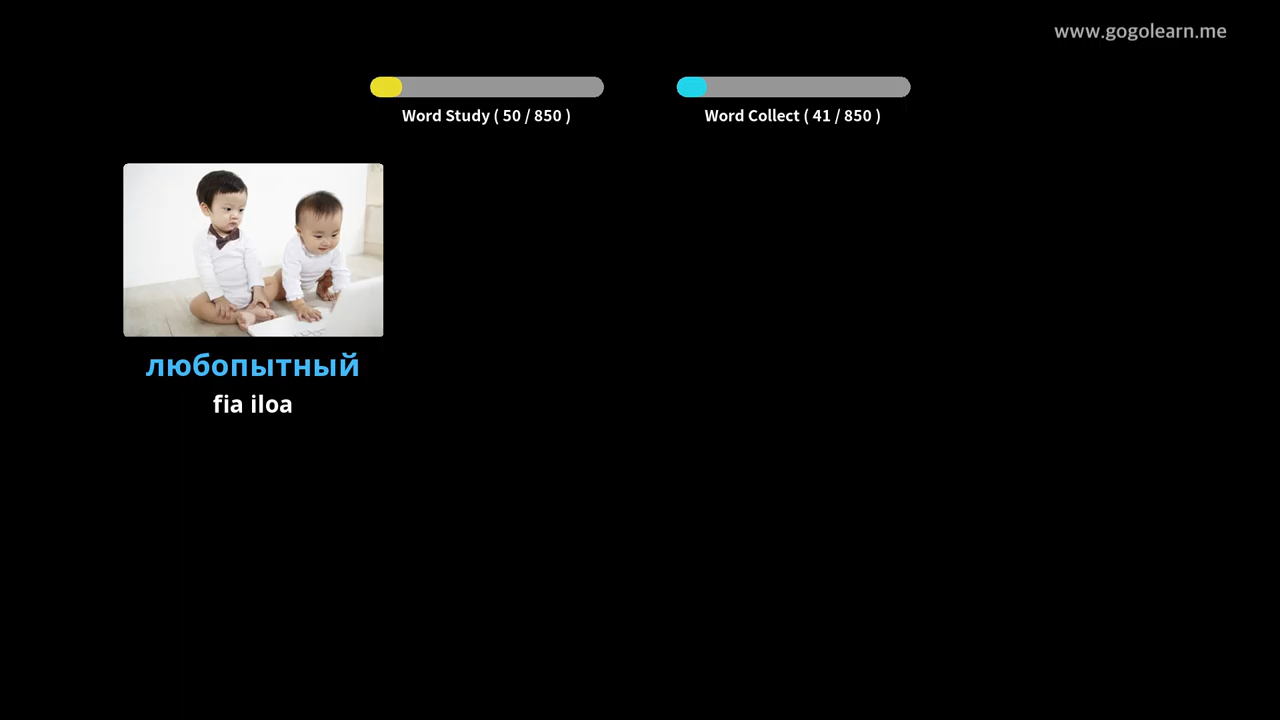 www.gogolearn.me
Word Study ( 50 / 850 )
Word Collect ( 41 / 850 )
любопытный
fia iloa